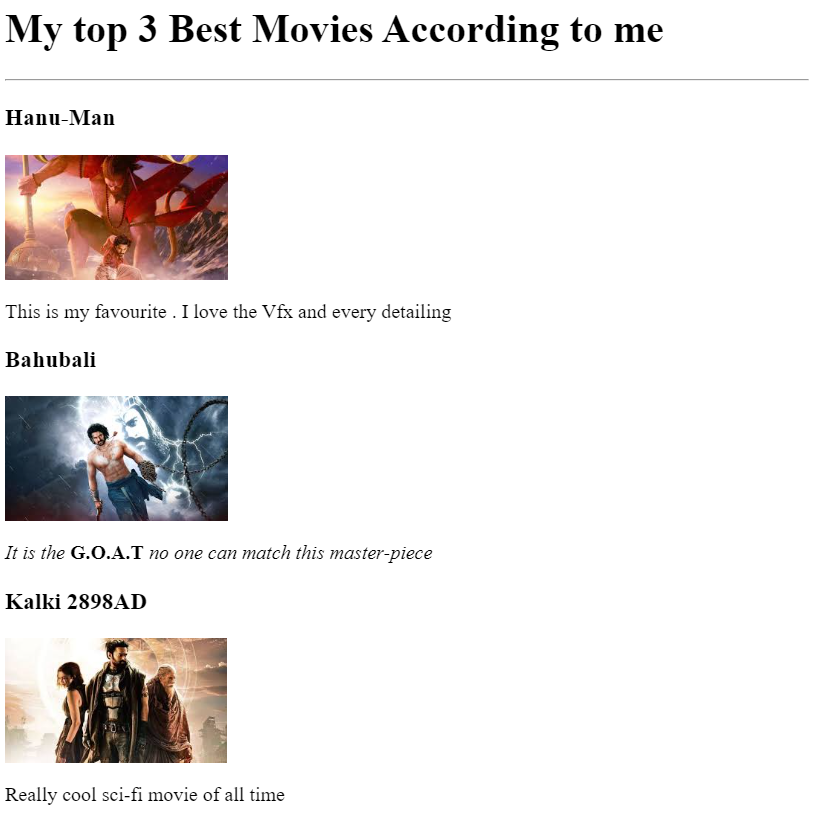 My top 3 Best Movies According to me
Hanu-Man
This is my favourite . I love the Vfx and every detailing
Bahubali
It is the G.O.A.T no one can match this master-piece
Kalki 2898AD
Really cool sci-fi movie of all time